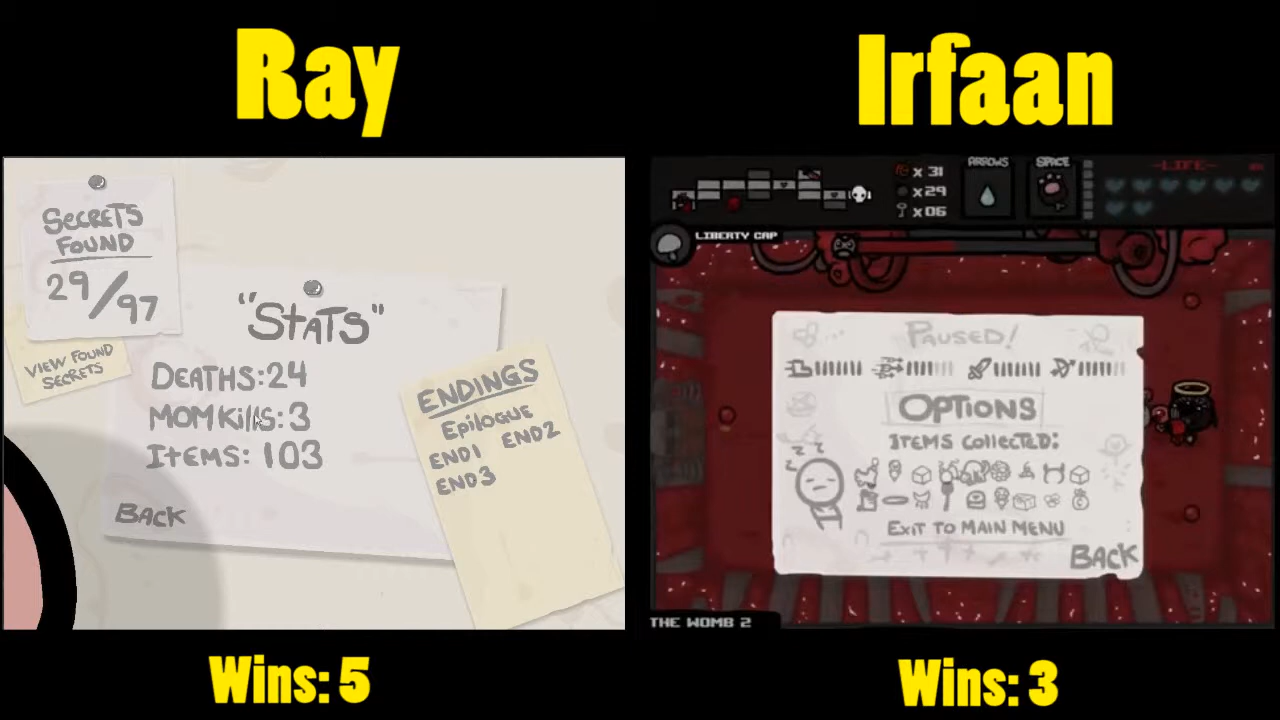 Ray
Irfaan
SECRETS
FOUND
29/97
VIEW FOUND
SECRETS
"STATS"
DEATHS:24
MOM KILLS:3
ITEMS: 103
BACK
ENDINGS
EPILOGUE
END1 END2
END3
x 31
x 29
x 06
ARROWS
SPACE
-LIFE-
LIBERTY CAP
PAUSED!
OPTIONS
ITEMS COLLECTED:
EXIT TO MAIN MENU
BACK
THE WOMB 2
Wins: 5
Wins: 3